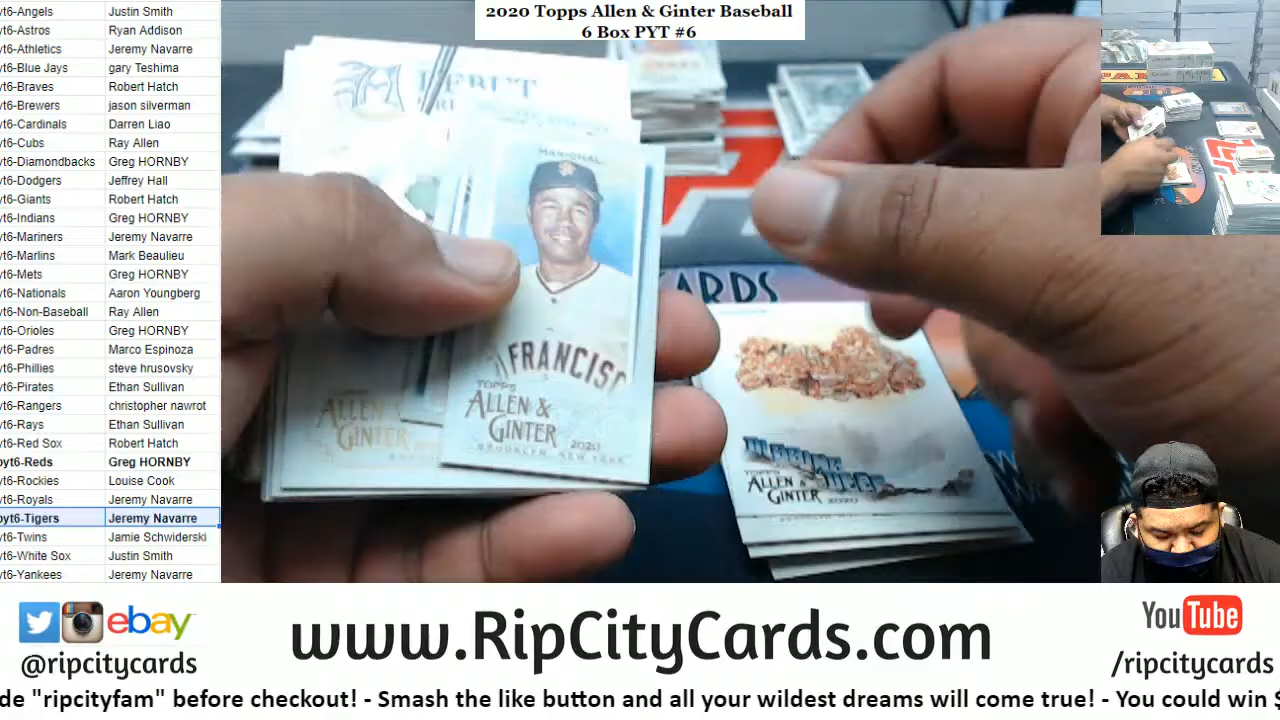 2020 Topps Allen & Ginter Baseball
6 Box PYT #6
yt6-Angels Justin Smith
yt6-Astros Ryan Addison
yt6-Athletics Jeremy Navarre
yt6-Blue Jays gary Teshima
yt6-Braves Robert Hatch
yt6-Brewers jason silverman
yt6-Cardinals Darren Liao
yt6-Cubs Ray Allen
yt6-Diamondbacks Greg HORNBY
yt6-Dodgers Jeffrey Hall
yt6-Giants Robert Hatch
yt6-Indians Greg HORNBY
yt6-Mariners Jeremy Navarre
yt6-Marlins Mark Beaulieu
yt6-Mets Greg HORNBY
yt6-Nationals Aaron Youngberg
yt6-Non-Baseball Ray Allen
yt6-Orioles Greg HORNBY
yt6-Padres Marco Espinoza
yt6-Phillies steve hrusovsky
yt6-Pirates Ethan Sullivan
yt6-Rangers christopher nawrot
yt6-Rays Ethan Sullivan
yt6-Red Sox Robert Hatch
pyt6-Reds Greg HORNBY
yt6-Rockies Louise Cook
yt6-Royals Jeremy Navarre
pyt6-Tigers Jeremy Navarre
yt6-Twins Jamie Schwiderski
yt6-White Sox Justin Smith
yt6-Yankees Jeremy Navarre
DEBUT
MARICHAL
FRANCISC
TOPPS
ALLEN &
GINTER
2020
BROOKLYN, NEW YORK
ALLEN
GINTER
ARDS
TOPPS
ALLEN &
GINTER 2020
ebay
@ripcitycards
www.RipCityCards.com
YouTube
/ripcitycards
de "ripcityfam" before checkout! - Smash the like button and all your wildest dreams will come true! - You could win $